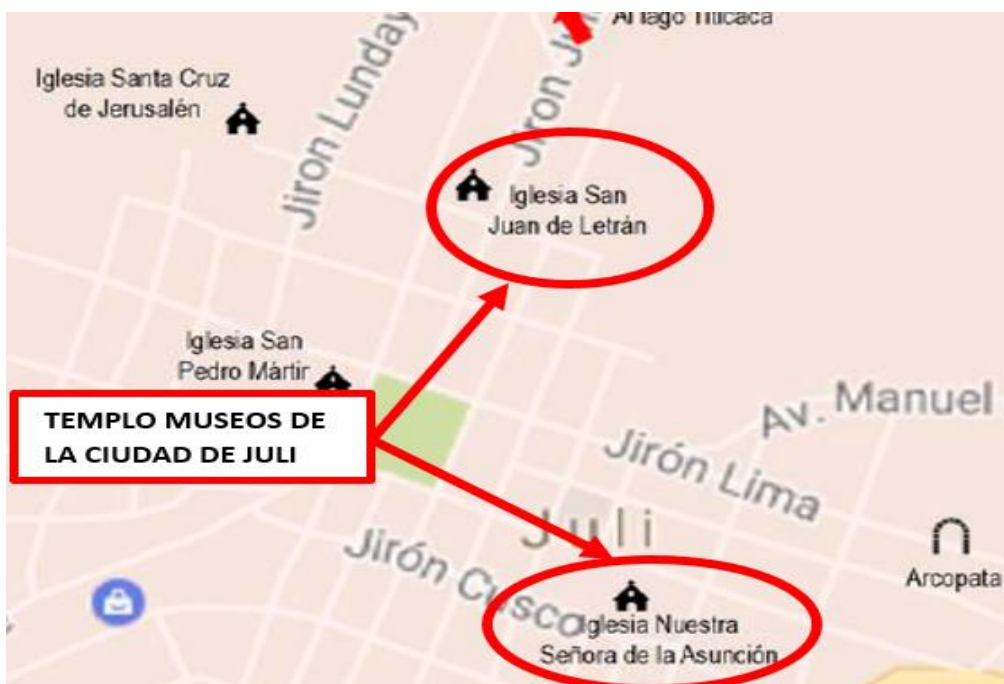 Al lago Titicaca
Iglesia Santa Cruz
de Jerusalén
Jiron Lunday
Jiron
Iglesia San
Juan de Letrán
Iglesia San
Pedro Mártir
TEMPLO MUSEOS DE
LA CIUDAD DE JULI
Av. Manuel
Jirón Lima
Juli
Jirón Cusco
Arcopata
Iglesia Nuestra
Señora de la Asunción